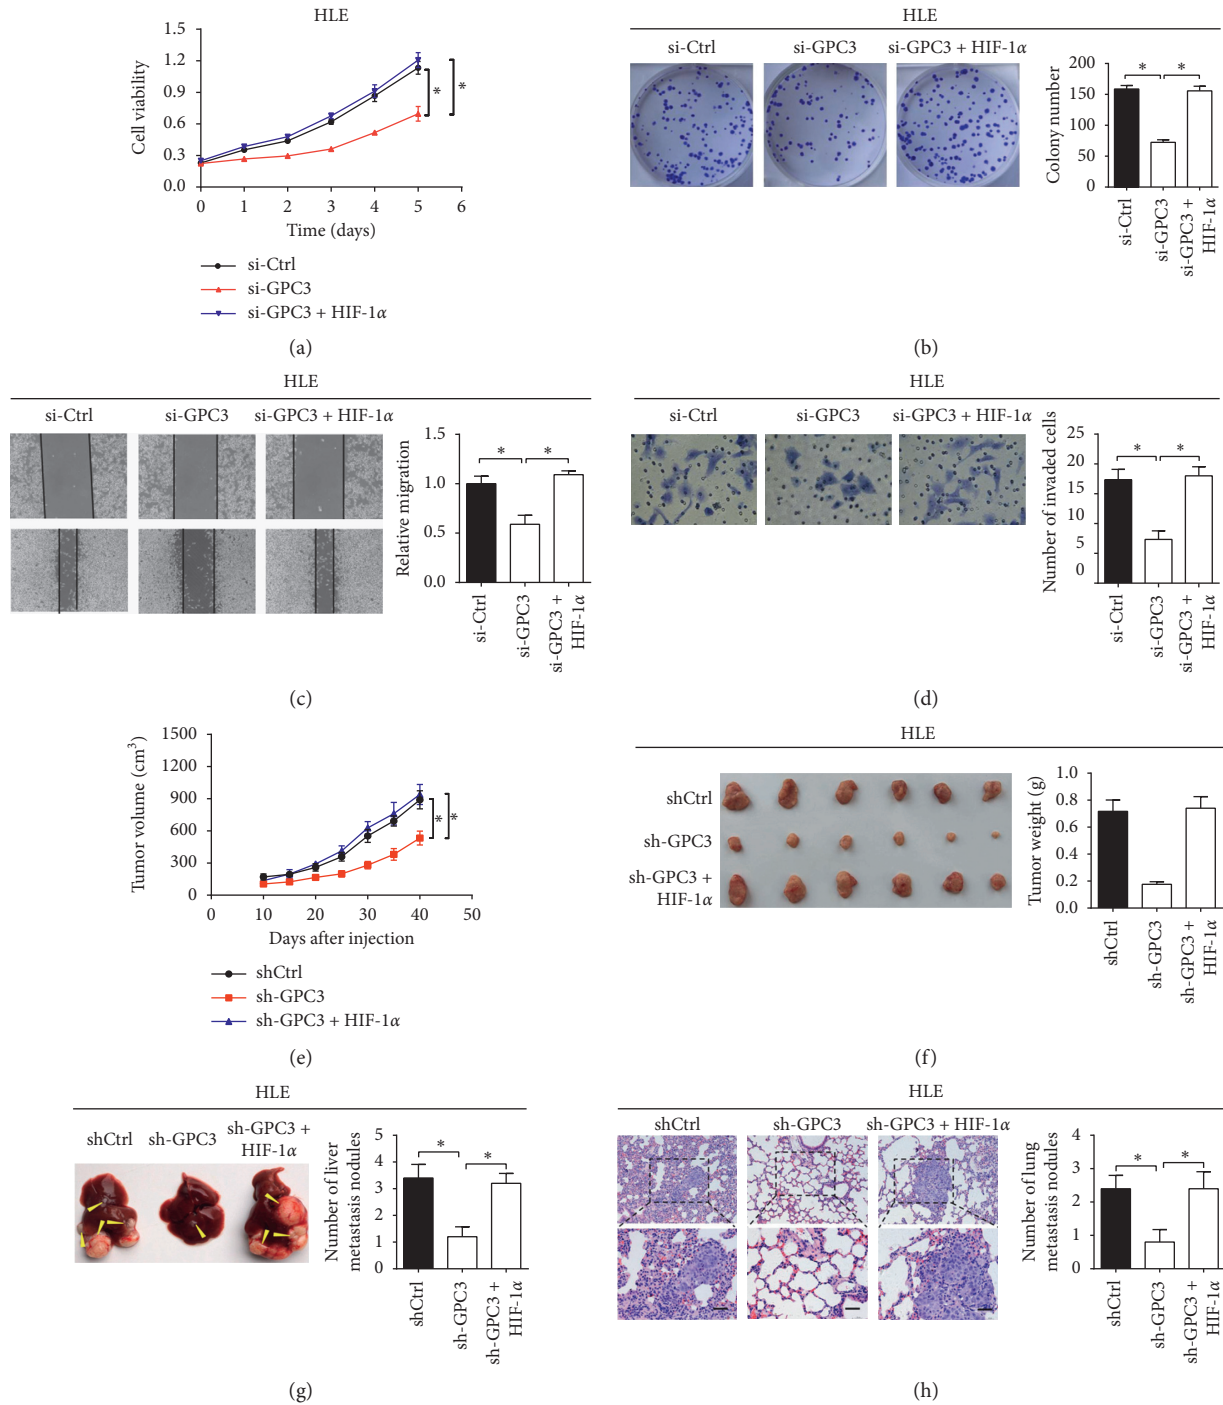 HLE
1.5
1.2
0.9
0.6
0.3
0.0
Cell viability
0 1 2 3 4 5 6
Time (days)
si-Ctrl
si-GPC3
si-GPC3 + HIF-1α
*
*
(a)
HLE
si-Ctrl si-GPC3 si-GPC3 + HIF-1α
200
150
100
50
0
Colony number
* *
si-Ctrl
si-GPC3
si-GPC3 +
HIF-1α
(b)
HLE
si-Ctrl si-GPC3 si-GPC3 + HIF-1α
1.5
1.0
0.5
0.0
Relative migration
* *
si-Ctrl
si-GPC3
si-GPC3 +
HIF-1α
(c)
HLE
si-Ctrl si-GPC3 si-GPC3 + HIF-1α
25
20
15
10
5
0
Number of invaded cells
* *
si-Ctrl
si-GPC3
si-GPC3 +
HIF-1α
(d)
1500
1200
900
600
300
0
Tumor volume (cm³)
0 10 20 30 40 50
Days after injection
*
*
shCtrl
sh-GPC3
sh-GPC3 + HIF-1α
(e)
HLE
shCtrl
sh-GPC3
sh-GPC3 +
HIF-1α
1.0
0.8
0.6
0.4
0.2
0.0
Tumor weight (g)
shCtrl
sh-GPC3
sh-GPC3 +
HIF-1α
(f)
HLE
shCtrl sh-GPC3 sh-GPC3 +
HIF-1α
5
4
3
2
1
0
Number of liver
metastasis nodules
* *
shCtrl
sh-GPC3
sh-GPC3 +
HIF-1α
(g)
HLE
shCtrl sh-GPC3 sh-GPC3 + HIF-1α
4
3
2
1
0
Number of lung
metastasis nodules
* *
shCtrl
sh-GPC3
sh-GPC3 +
HIF-1α
(h)